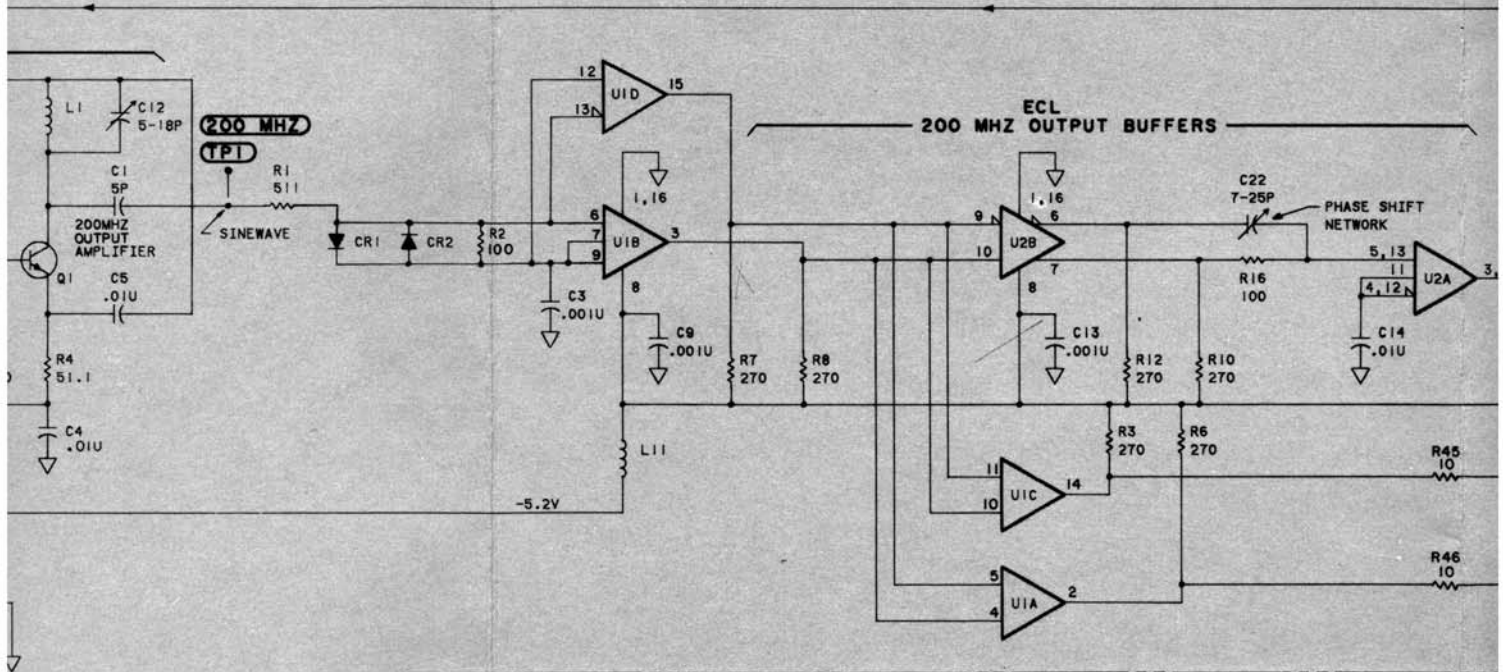 ECL
200 MHZ OUTPUT BUFFERS
L1
C12
5-18P
200 MHZ
TP1
C1
5P
R1
511
200MHZ
OUTPUT
AMPLIFIER
SINEWAVE
Q1
C5
.01U
R4
51.1
C4
.01U
CR1
CR2
R2
100
12
13
U1D
15
1,16
6
7
9
U1B
3
8
C3
.001U
C9
.001U
R7
270
R8
270
L11
-5.2V
9
10
1,16
U2B
6
7
8
C13
.001U
R12
270
R10
270
C22
7-25P
PHASE SHIFT
NETWORK
R16
100
5,13
11
4,12
U2A
3,
C14
.01U
R3
270
R6
270
11
10
U1C
14
5
4
U1A
2
R45
10
R46
10